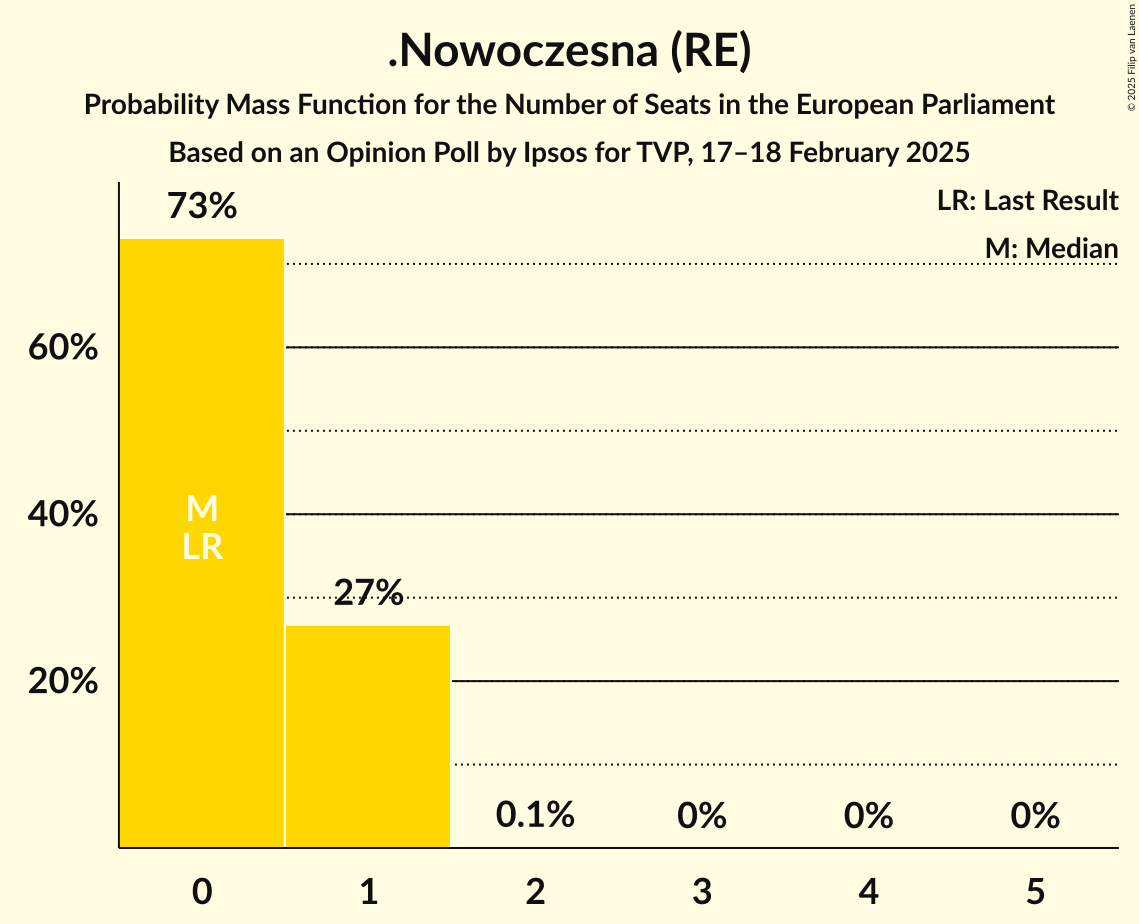 .Nowoczesna (RE)
Probability Mass Function for the Number of Seats in the European Parliament
Based on an Opinion Poll by Ipsos for TVP, 17–18 February 2025
© 2025 Filip van Laenen
LR: Last Result
M: Median
73%
60%
40%
20%
M
LR
27%
0.1%
0%
0%
0%
0
1
2
3
4
5